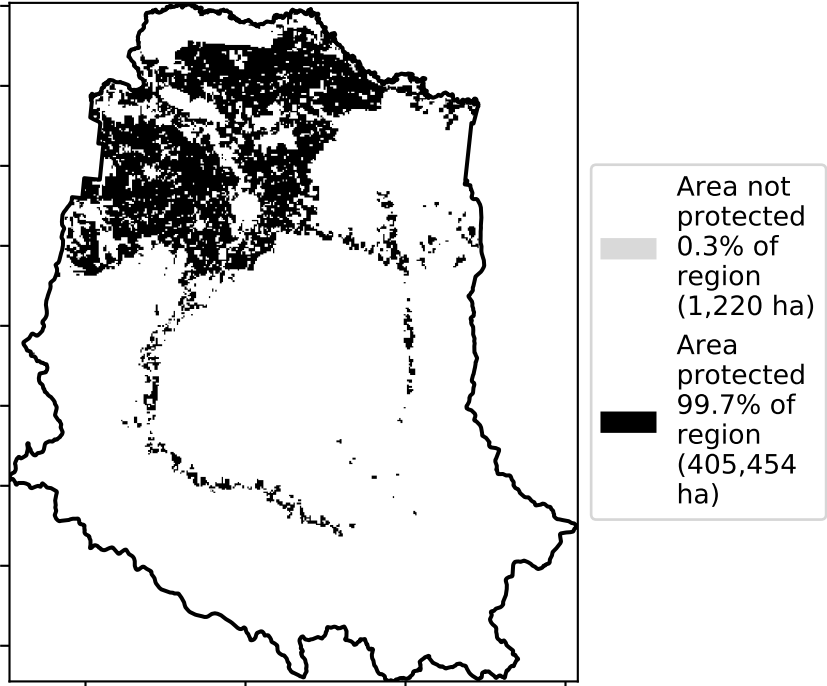 Area not
protected
0.3% of
region
(1,220 ha)
Area
protected
99.7% of
region
(405,454
ha)